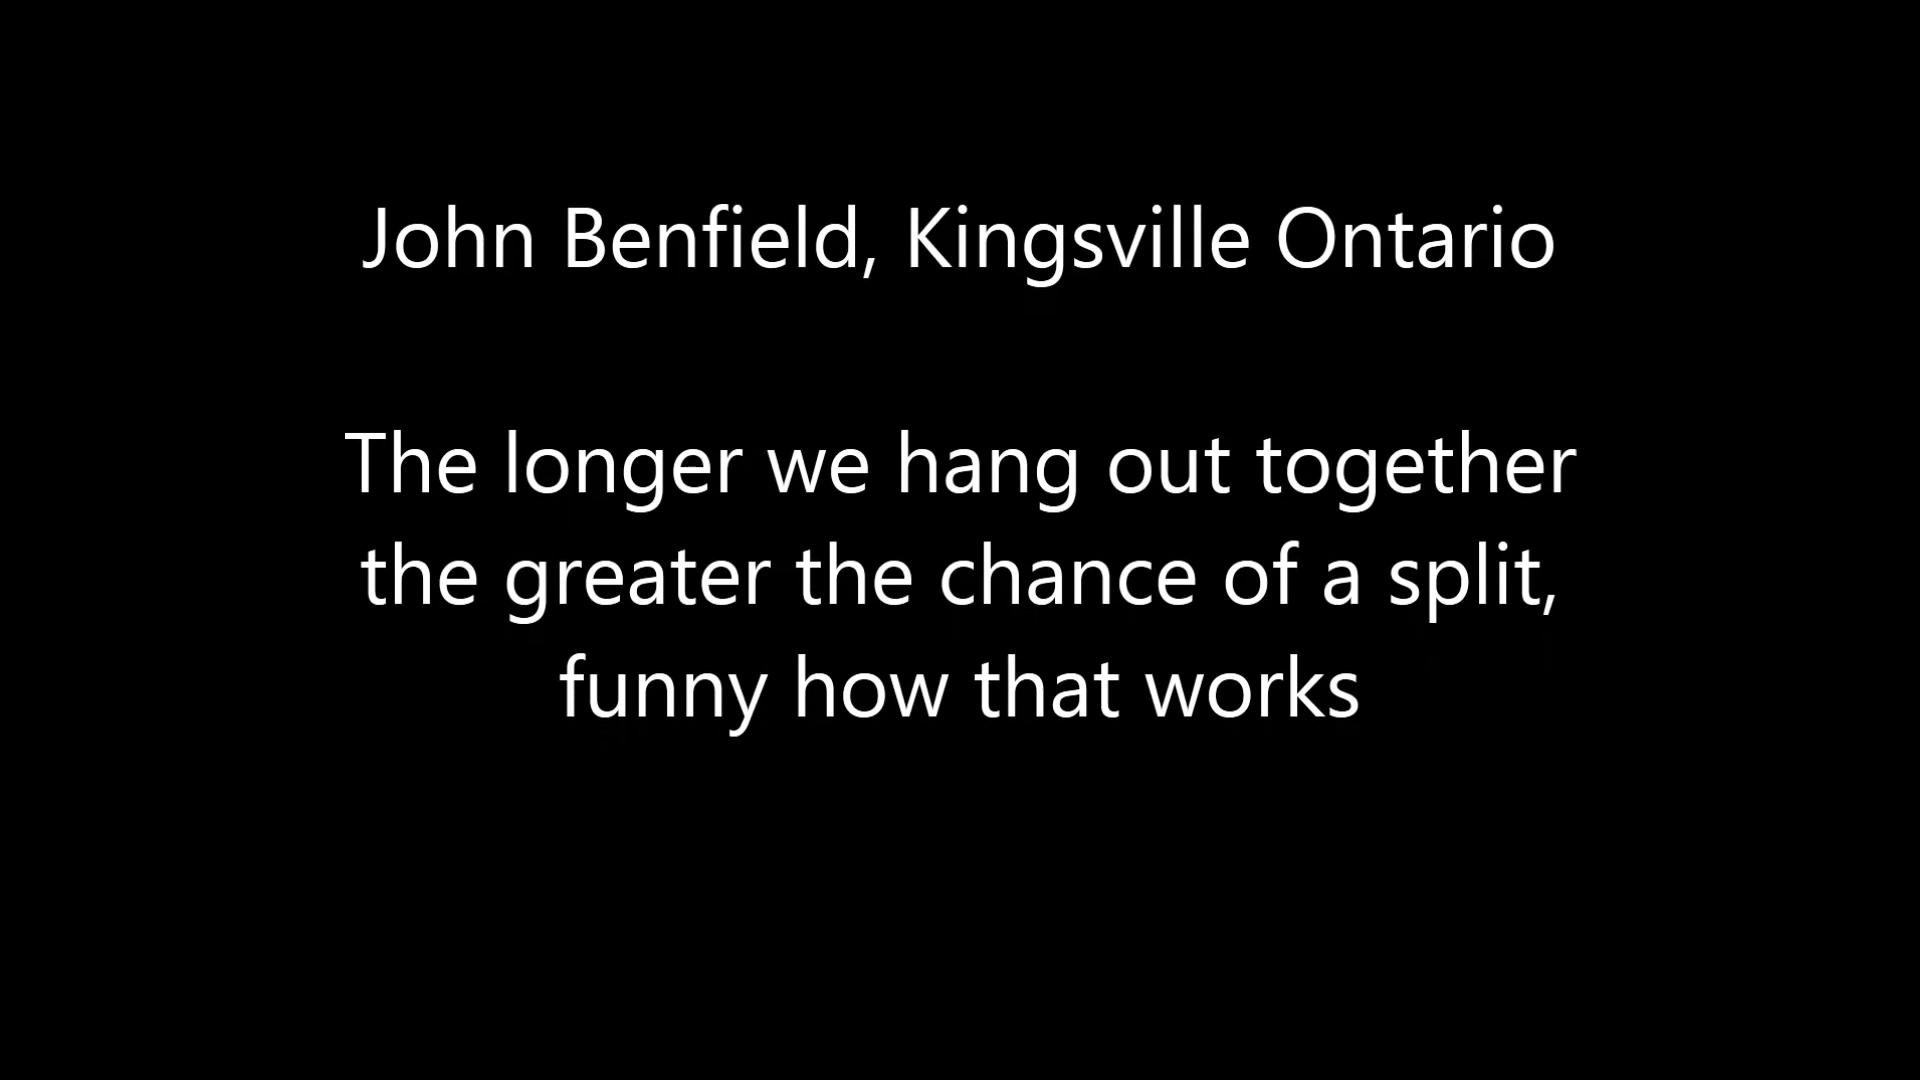 John Benfield, Kingsville Ontario
The longer we hang out together
the greater the chance of a split,
funny how that works